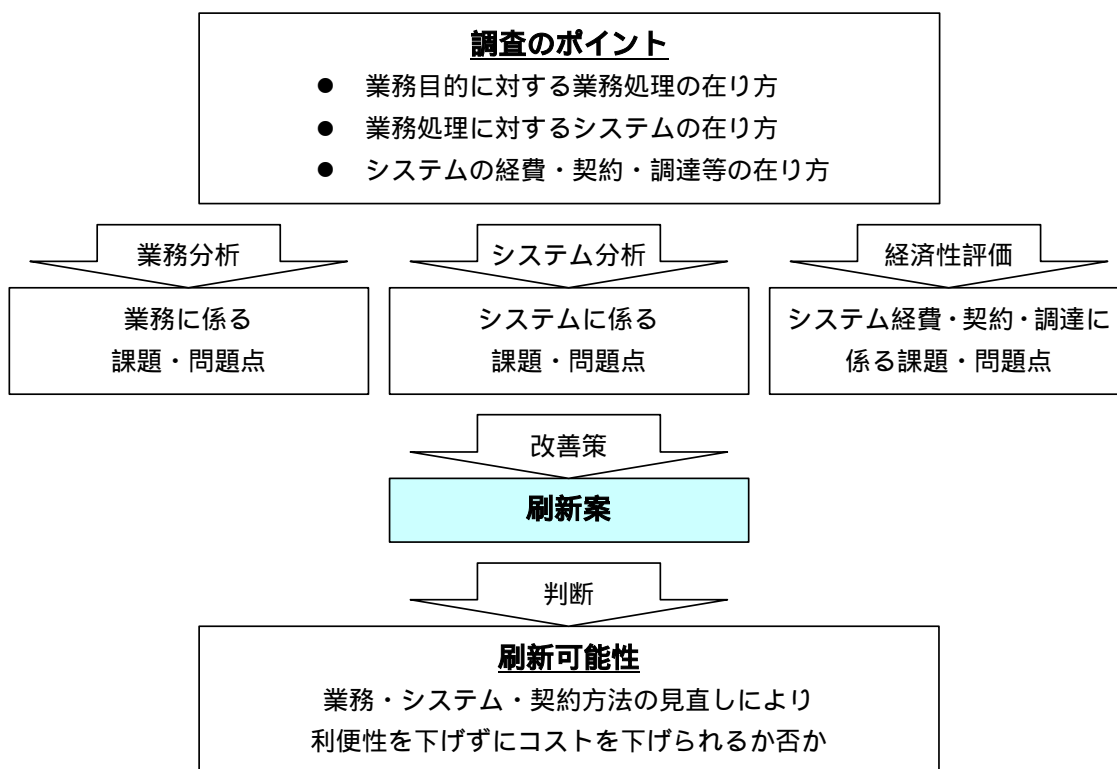 調査のポイント
● 業務目的に対する業務処理の在り方
● 業務処理に対するシステムの在り方
● システムの経費・契約・調達等の在り方
業務分析
システム分析
経済性評価
業務に係る
課題・問題点
システムに係る
課題・問題点
システム経費・契約・調達に
係る課題・問題点
改善策
刷新案
判断
刷新可能性
業務・システム・契約方法の見直しにより
利便性を下げずにコストを下げられるか否か